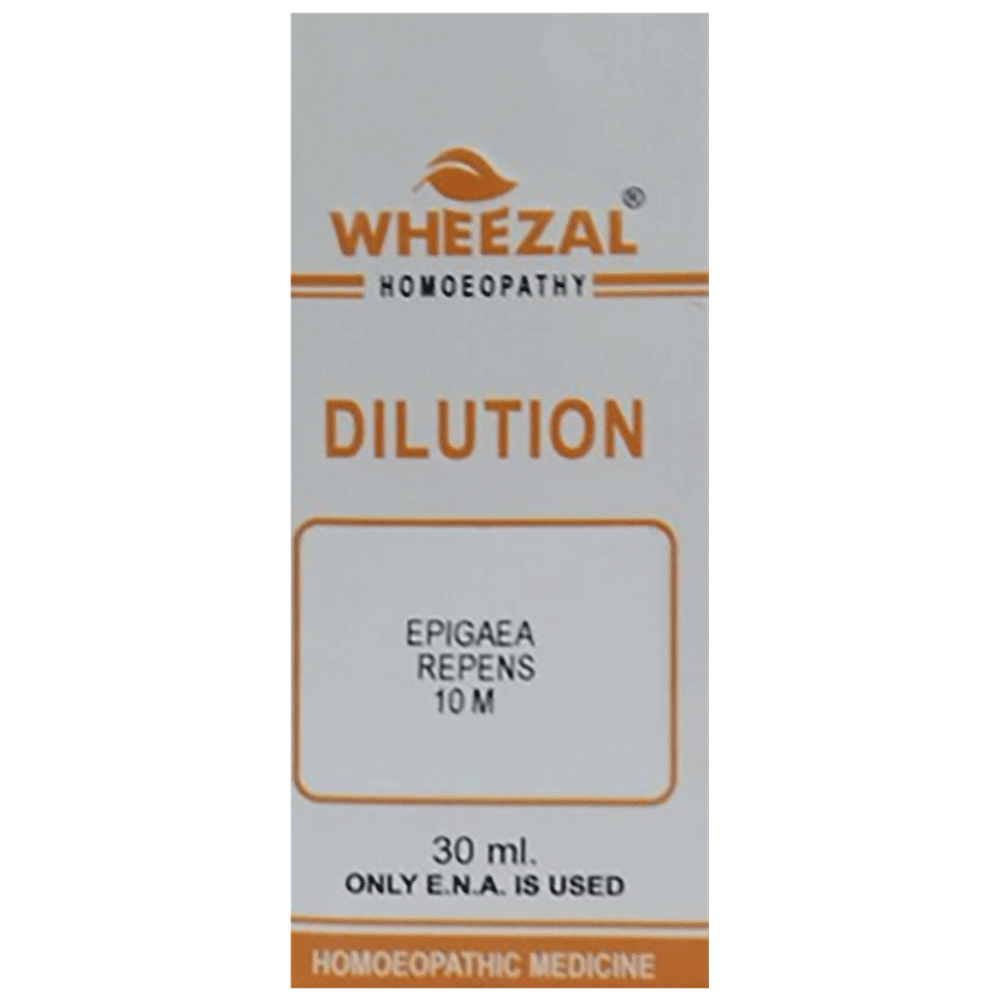 WHEEZAL®
HOMOEOPATHY
DILUTION
EPIGAEA
REPENS
10 M
30 ml.
ONLY E.N.A. IS USED
HOMOEOPATHIC MEDICINE